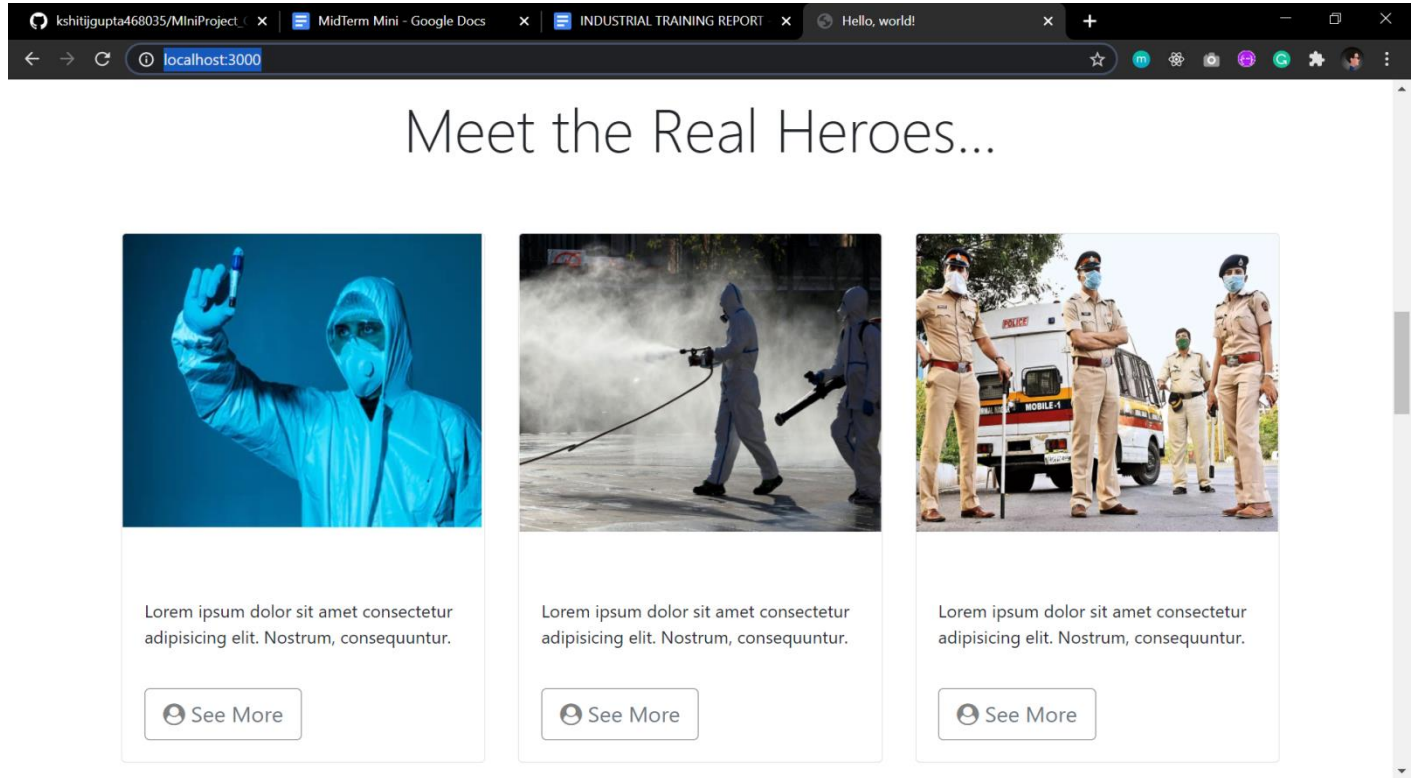 kshitijgupta468035/MIniProject_
MidTerm Mini - Google Docs
INDUSTRIAL TRAINING REPORT -
Hello, world!
localhost:3000
Meet the Real Heroes...
POLICE
MOBILE-1
Lorem ipsum dolor sit amet consectetur
adipisicing elit. Nostrum, consequuntur.
Lorem ipsum dolor sit amet consectetur
adipisicing elit. Nostrum, consequuntur.
Lorem ipsum dolor sit amet consectetur
adipisicing elit. Nostrum, consequuntur.
See More
See More
See More